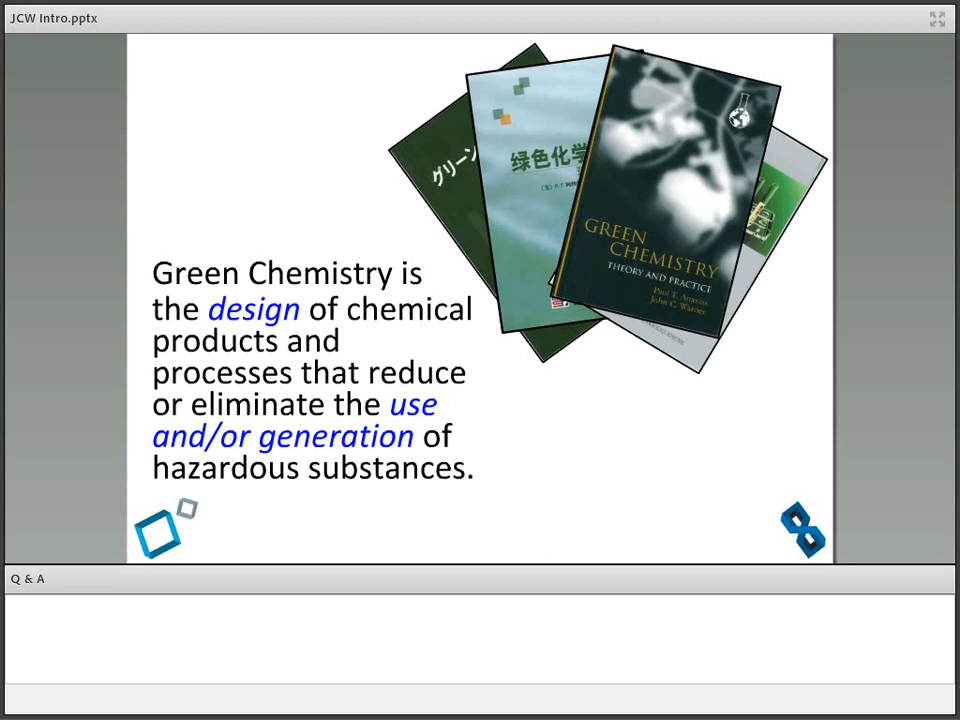 JCW Intro.pptx
グリーン
绿色化学
GREEN
CHEMISTRY
THEORY AND PRACTICE
Paul T. Anastas
John C. Warner
Green Chemistry is
the design of chemical
products and
processes that reduce
or eliminate the use
and/or generation of
hazardous substances.
Q & A